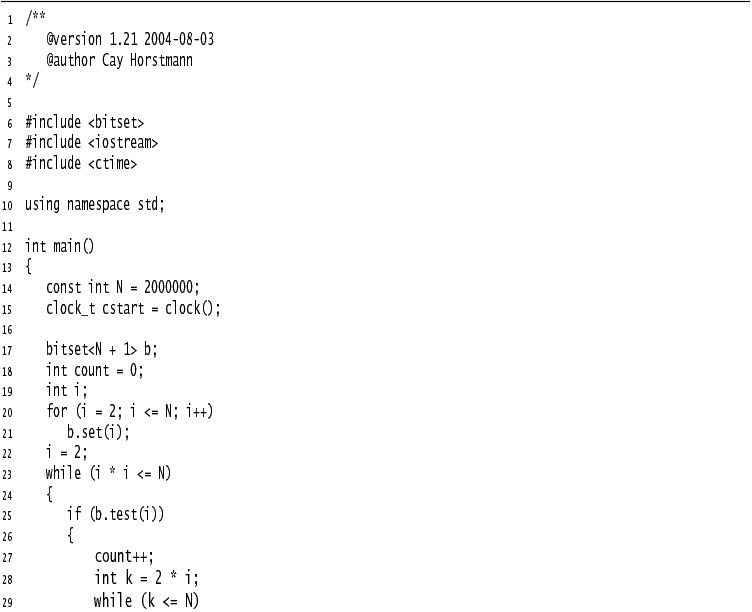 1 /**
2    @version 1.21 2004-08-03
3    @author Cay Horstmann
4 */
5
6 #include <bitset>
7 #include <iostream>
8 #include <ctime>
9
10 using namespace std;
11
12 int main()
13 {
14    const int N = 2000000;
15    clock_t cstart = clock();
16
17    bitset<N + 1> b;
18    int count = 0;
19    int i;
20    for (i = 2; i <= N; i++)
21       b.set(i);
22    i = 2;
23    while (i * i <= N)
24    {
25       if (b.test(i))
26       {
27          count++;
28          int k = 2 * i;
29          while (k <= N)